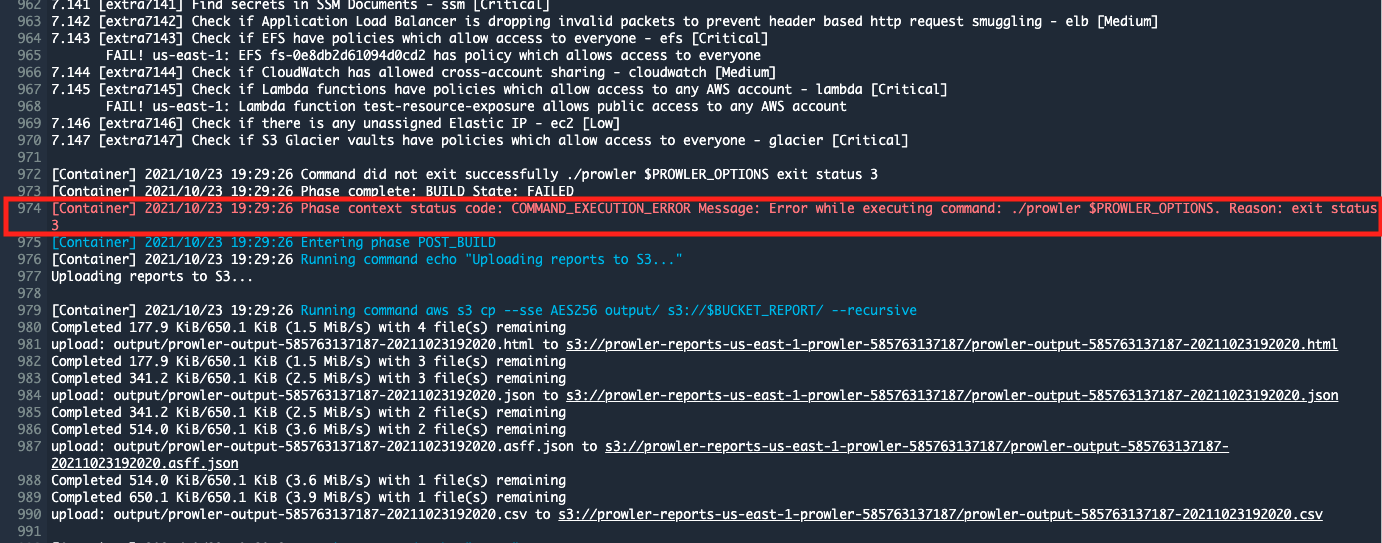 962 7.141 [extra7141] Find secrets in SSM Documents - ssm [Critical]
963 7.142 [extra7142] Check if Application Load Balancer is dropping invalid packets to prevent header based http request smuggling - elb [Medium]
964 7.143 [extra7143] Check if EFS have policies which allow access to everyone - efs [Critical]
965 FAIL! us-east-1: EFS fs-0e8db2d61094d0cd2 has policy which allows access to everyone
966 7.144 [extra7144] Check if CloudWatch has allowed cross-account sharing - cloudwatch [Medium]
967 7.145 [extra7145] Check if Lambda functions have policies which allow access to any AWS account - lambda [Critical]
968 FAIL! us-east-1: Lambda function test-resource-exposure allows public access to any AWS account
969 7.146 [extra7146] Check if there is any unassigned Elastic IP - ec2 [Low]
970 7.147 [extra7147] Check if S3 Glacier vaults have policies which allow access to everyone - glacier [Critical]
971
972 [Container] 2021/10/23 19:29:26 Command did not exit successfully ./prowler $PROWLER_OPTIONS exit status 3
973 [Container] 2021/10/23 19:29:26 Phase complete: BUILD State: FAILED
974 [Container] 2021/10/23 19:29:26 Phase context status code: COMMAND_EXECUTION_ERROR Message: Error while executing command: ./prowler $PROWLER_OPTIONS. Reason: exit status
3
975 [Container] 2021/10/23 19:29:26 Entering phase POST_BUILD
976 [Container] 2021/10/23 19:29:26 Running command echo "Uploading reports to S3..."
977 Uploading reports to S3...
978
979 [Container] 2021/10/23 19:29:26 Running command aws s3 cp --sse AES256 output/ s3://$BUCKET_REPORT/ --recursive
980 Completed 177.9 KiB/650.1 KiB (1.5 MiB/s) with 4 file(s) remaining
981 upload: output/prowler-output-585763137187-20211023192020.html to s3://prowler-reports-us-east-1-prowler-585763137187/prowler-output-585763137187-20211023192020.html
982 Completed 177.9 KiB/650.1 KiB (1.5 MiB/s) with 3 file(s) remaining
983 Completed 341.2 KiB/650.1 KiB (2.5 MiB/s) with 3 file(s) remaining
984 upload: output/prowler-output-585763137187-20211023192020.json to s3://prowler-reports-us-east-1-prowler-585763137187/prowler-output-585763137187-20211023192020.json
985 Completed 341.2 KiB/650.1 KiB (2.5 MiB/s) with 2 file(s) remaining
986 Completed 514.0 KiB/650.1 KiB (3.6 MiB/s) with 2 file(s) remaining
987 upload: output/prowler-output-585763137187-20211023192020.asff.json to s3://prowler-reports-us-east-1-prowler-585763137187/prowler-output-585763137187-
20211023192020.asff.json
988 Completed 514.0 KiB/650.1 KiB (3.6 MiB/s) with 1 file(s) remaining
989 Completed 650.1 KiB/650.1 KiB (3.9 MiB/s) with 1 file(s) remaining
990 upload: output/prowler-output-585763137187-20211023192020.csv to s3://prowler-reports-us-east-1-prowler-585763137187/prowler-output-585763137187-20211023192020.csv
991